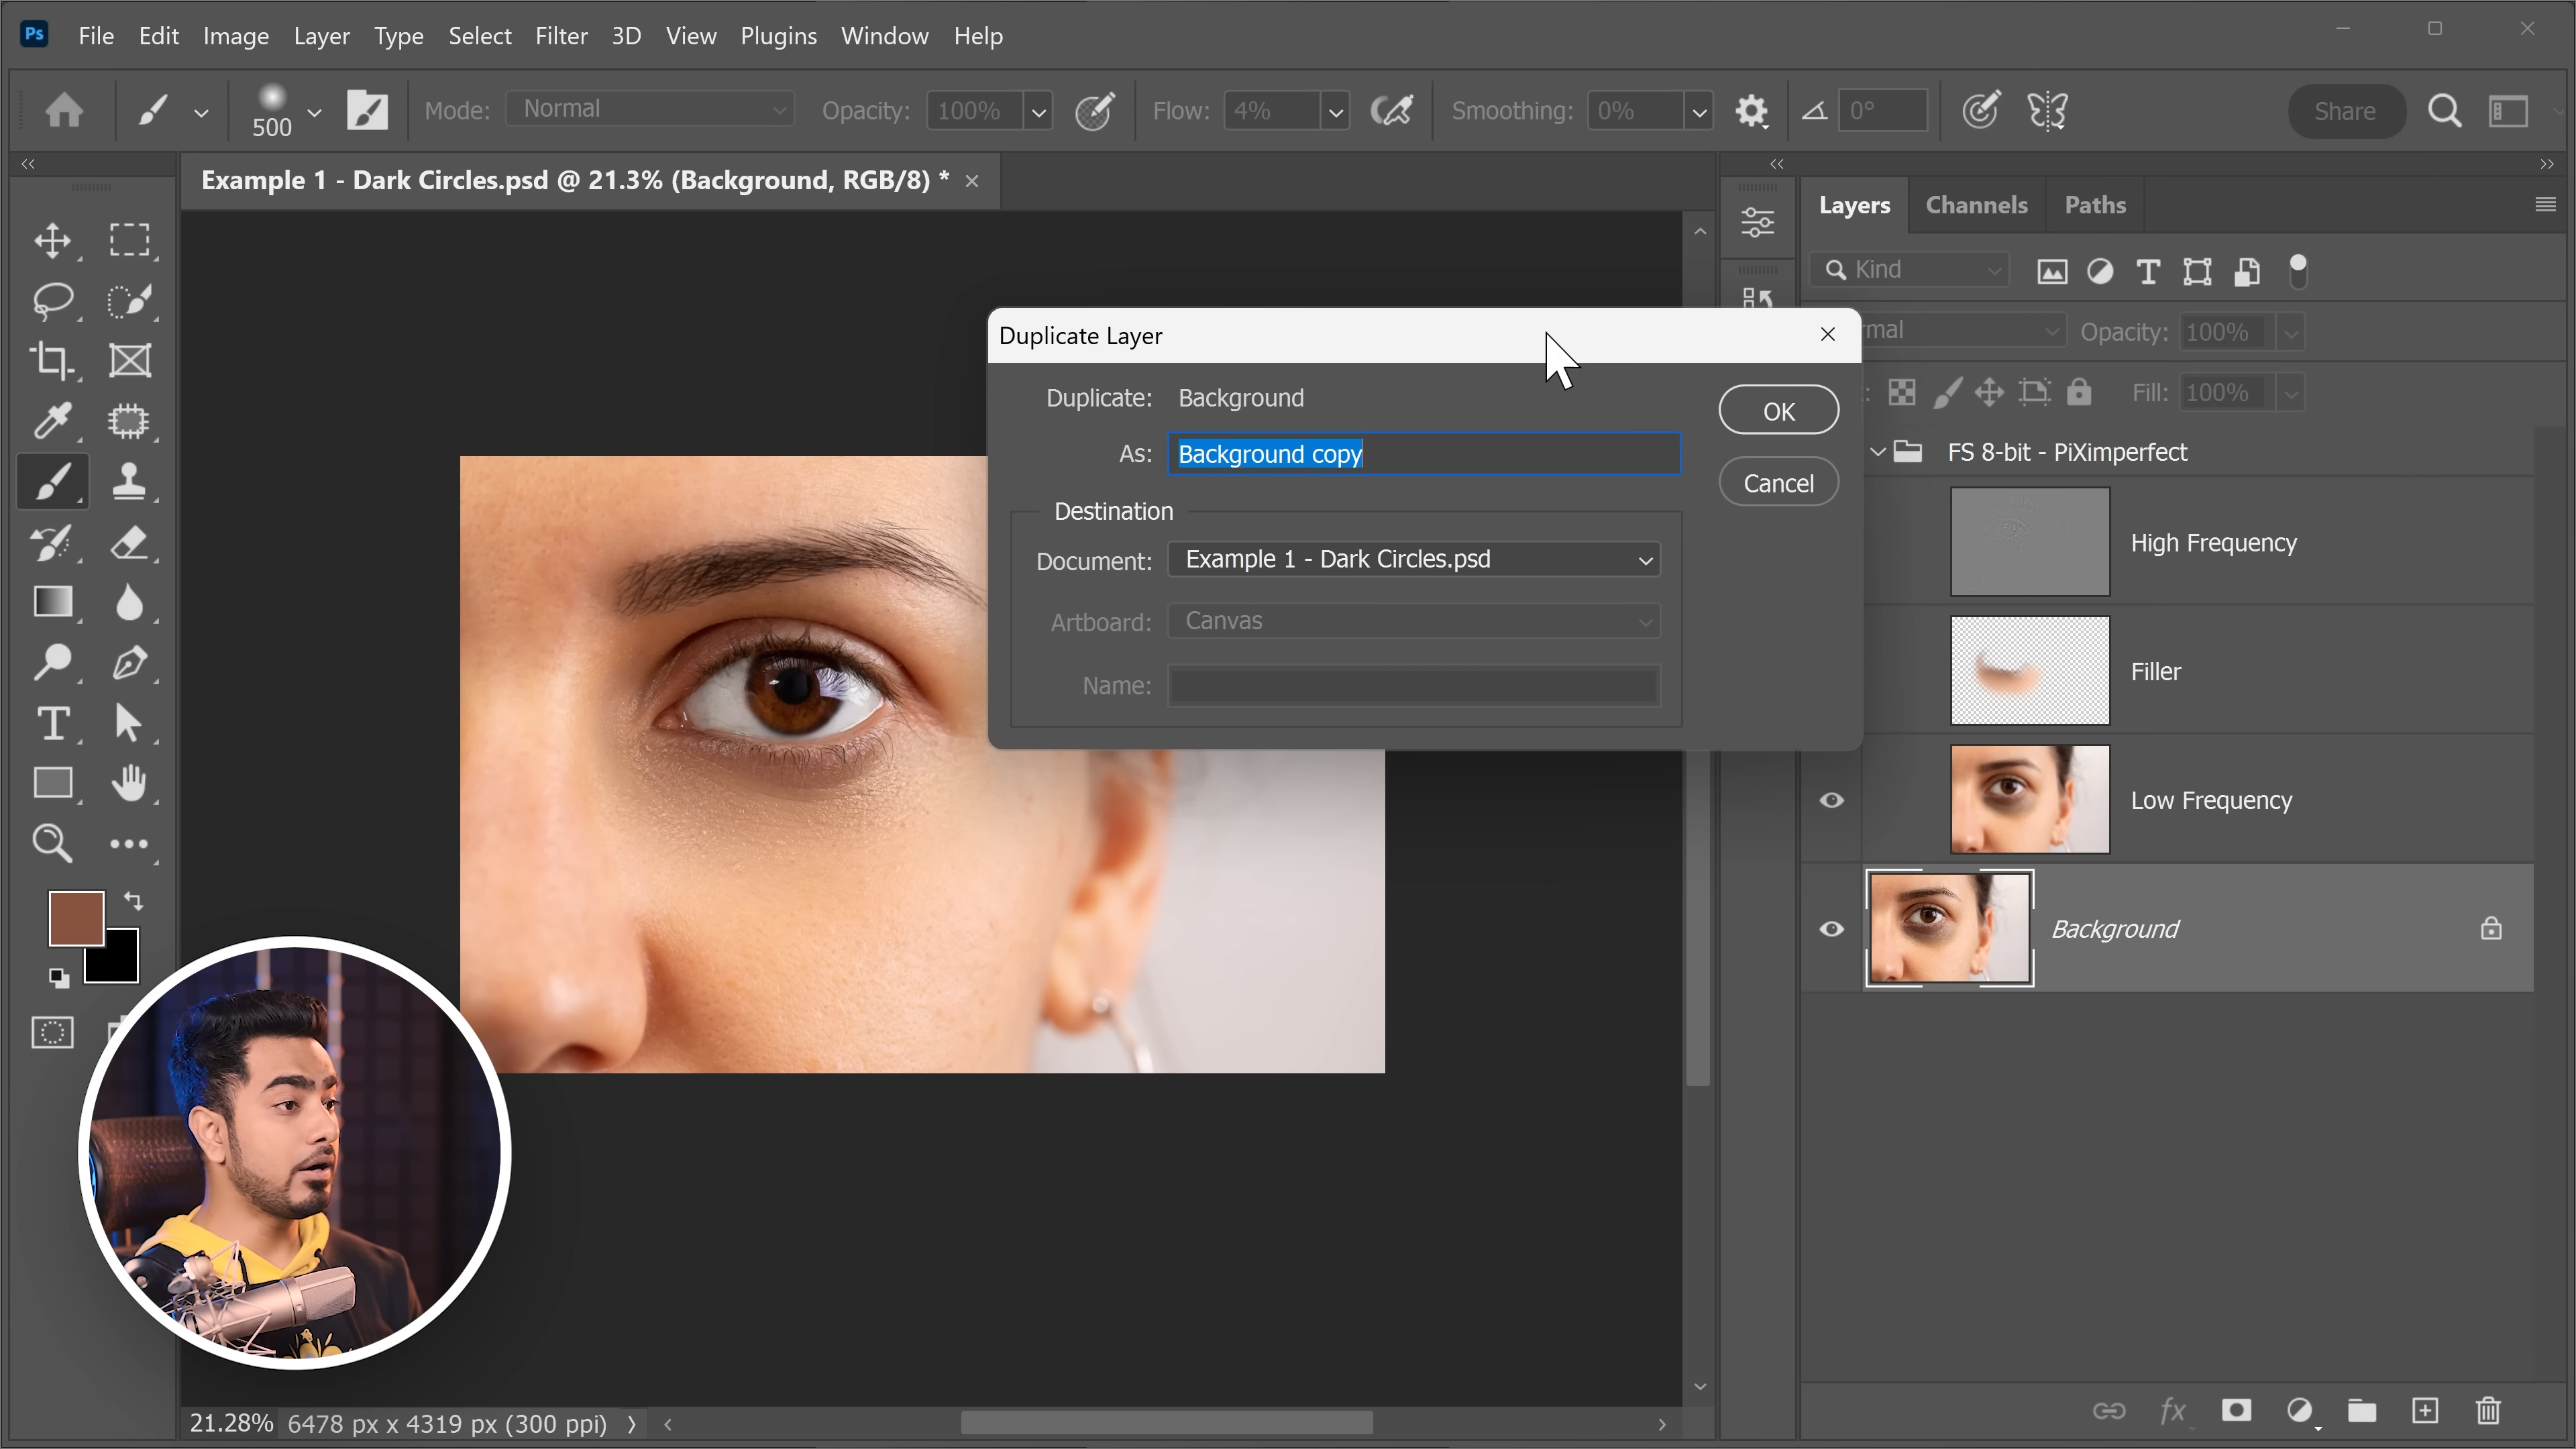 Ps File Edit Image Layer Type Select Filter 3D View Plugins Window Help
500 Mode: Normal Opacity: 100% Flow: 4% Smoothing: 0% 0° Share
Example 1 - Dark Circles.psd @ 21.3% (Background, RGB/8) *
Layers Channels Paths
Kind
mal Opacity: 100%
Fill: 100%
Duplicate Layer
Duplicate: Background
As: Background copy
OK
Cancel
Destination
Document: Example 1 - Dark Circles.psd
Artboard: Canvas
Name:
FS 8-bit - PiXimperfect
High Frequency
Filler
Low Frequency
Background
21.28% 6478 px x 4319 px (300 ppi)
fx